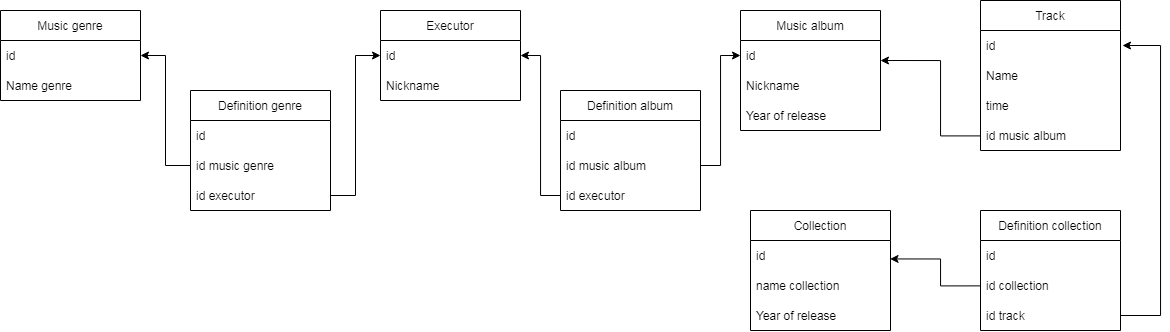 Music genre
id
Name genre
Definition genre
id
id music genre
id executor
Executor
id
Nickname
Definition album
id
id music album
id executor
Music album
id
Nickname
Year of release
Track
id
Name
time
id music album
Collection
id
name collection
Year of release
Definition collection
id
id collection
id track